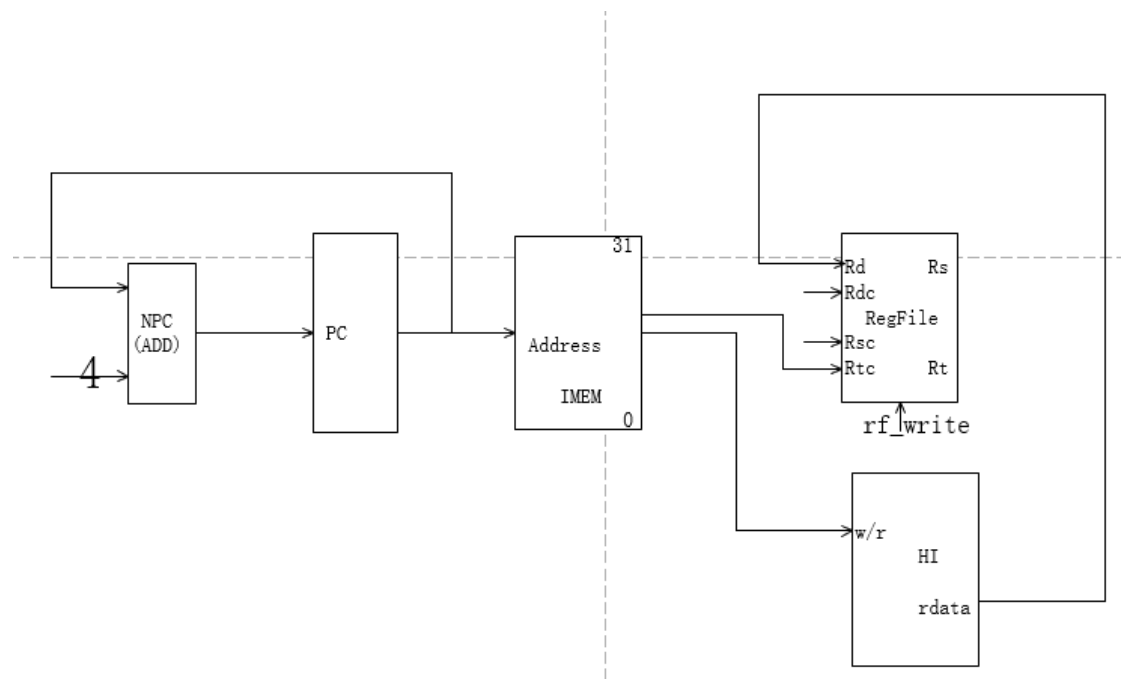 NPC
(ADD)
4
PC
31
Address
IMEM
0
Rd
Rs
Rdc
RegFile
Rsc
Rtc
Rt
rf_write
w/r
HI
rdata